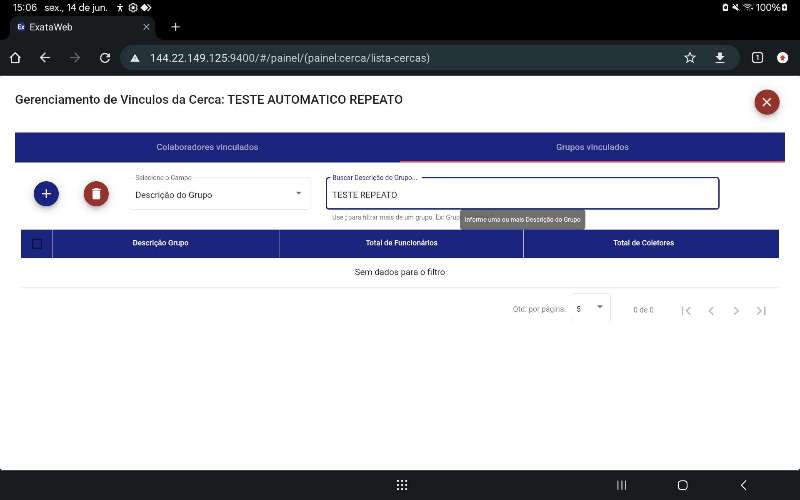 15:06 sex., 14 de jun. 100%
ExataWeb
144.22.149.125:9400/#/painel/(painel:cerca/lista-cercas)
1
Gerenciamento de Vinculos da Cerca: TESTE AUTOMATICO REPEATO
Colaboradores vinculados Grupos vinculados
Selecione o Campo
Descrição do Grupo
Buscar Descrição do Grupo...
TESTE REPEATO
Use ; para filtrar mais de um grupo. Ex: Grup
Informe uma ou mais Descrição do Grupo
Descrição Grupo Total de Funcionários Total de Coletores
Sem dados para o filtro
Qtd. por página: 5 0 de 0